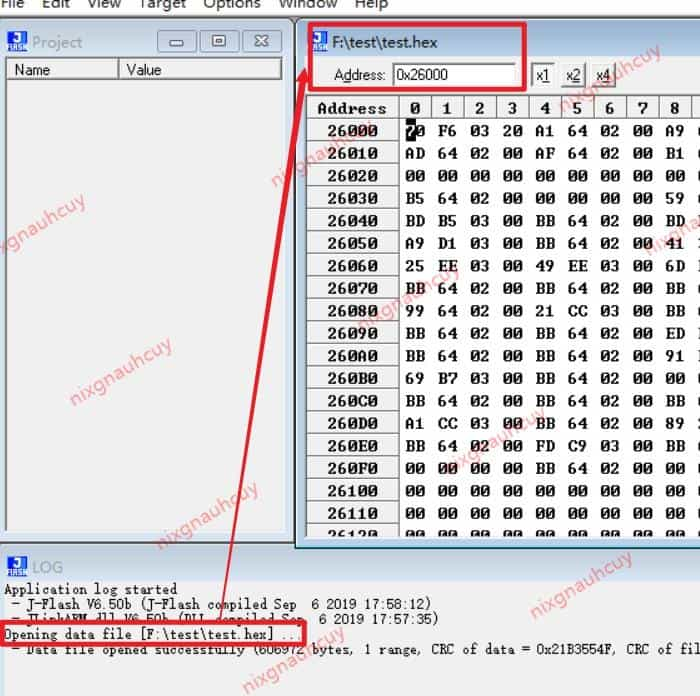 File Edit View Target Options Window Help
Project
Name Value
F:\test\test.hex
Address: 0x26000 x1 x2 x4
Address 0 1 2 3 4 5 6 7 8
26000 70 F6 03 20 A1 64 02 00 A9
26010 AD 64 02 00 AF 64 02 00 B1
26020 00 00 00 00 00 00 00 00 00
26030 B5 64 02 00 00 00 00 00 59
26040 BD B5 03 00 BB 64 02 00 BD
26050 A9 D1 03 00 BB 64 02 00 41
26060 25 EE 03 00 49 EE 03 00 6D
26070 BB 64 02 00 BB 64 02 00 BB
26080 99 64 02 00 21 CC 03 00 BB
26090 BB 64 02 00 BB 64 02 00 ED
260A0 BB 64 02 00 BB 64 02 00 91
260B0 69 B7 03 00 BB 64 02 00 00
260C0 BB 64 02 00 BB 64 02 00 BB
260D0 A1 CC 03 00 BB 64 02 00 89
260E0 BB 64 02 00 FD C9 03 00 BB
260F0 00 00 00 00 BB 64 02 00 00
26100 00 00 00 00 00 00 00 00 00
26110 00 00 00 00 00 00 00 00 00
26120 00 00 00 00 00 00 00 00 00
LOG
Application log started
- J-Flash V6.50b (J-Flash compiled Sep 6 2019 17:58:12)
- JLinkARM.dll V6.50b (DLL compiled Sep 6 2019 17:57:35)
Opening data file [F:\test\test.hex] ...
- Data file opened successfully (606972 bytes, 1 range, CRC of data = 0x21B3554F, CRC of fil
nixgnauhcuy
nixgnauhcuy
nixgnauhcuy
nixgnauhcuy
nixgnauhcuy
nixgnauhcuy
nixgnauhcuy
nixgnauhcuy
nixgnauhcuy
nixgnauhcuy